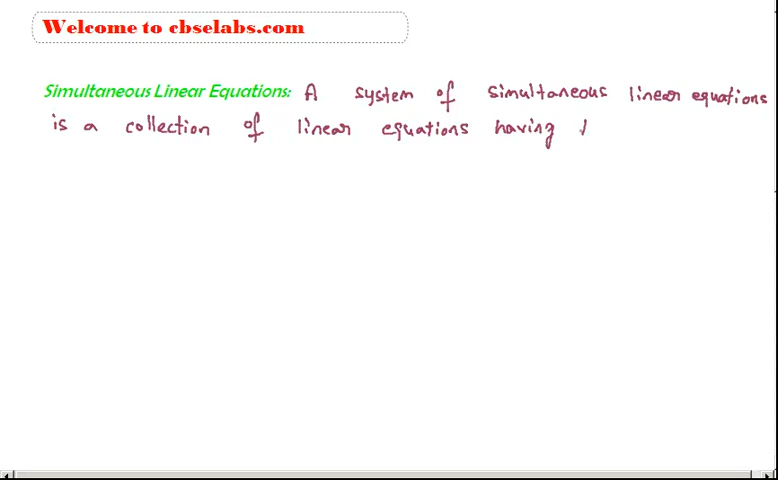 Welcome to cbselabs.com
Simultaneous Linear Equations: A system of simultaneous linear equations
is a collection of linear equations having